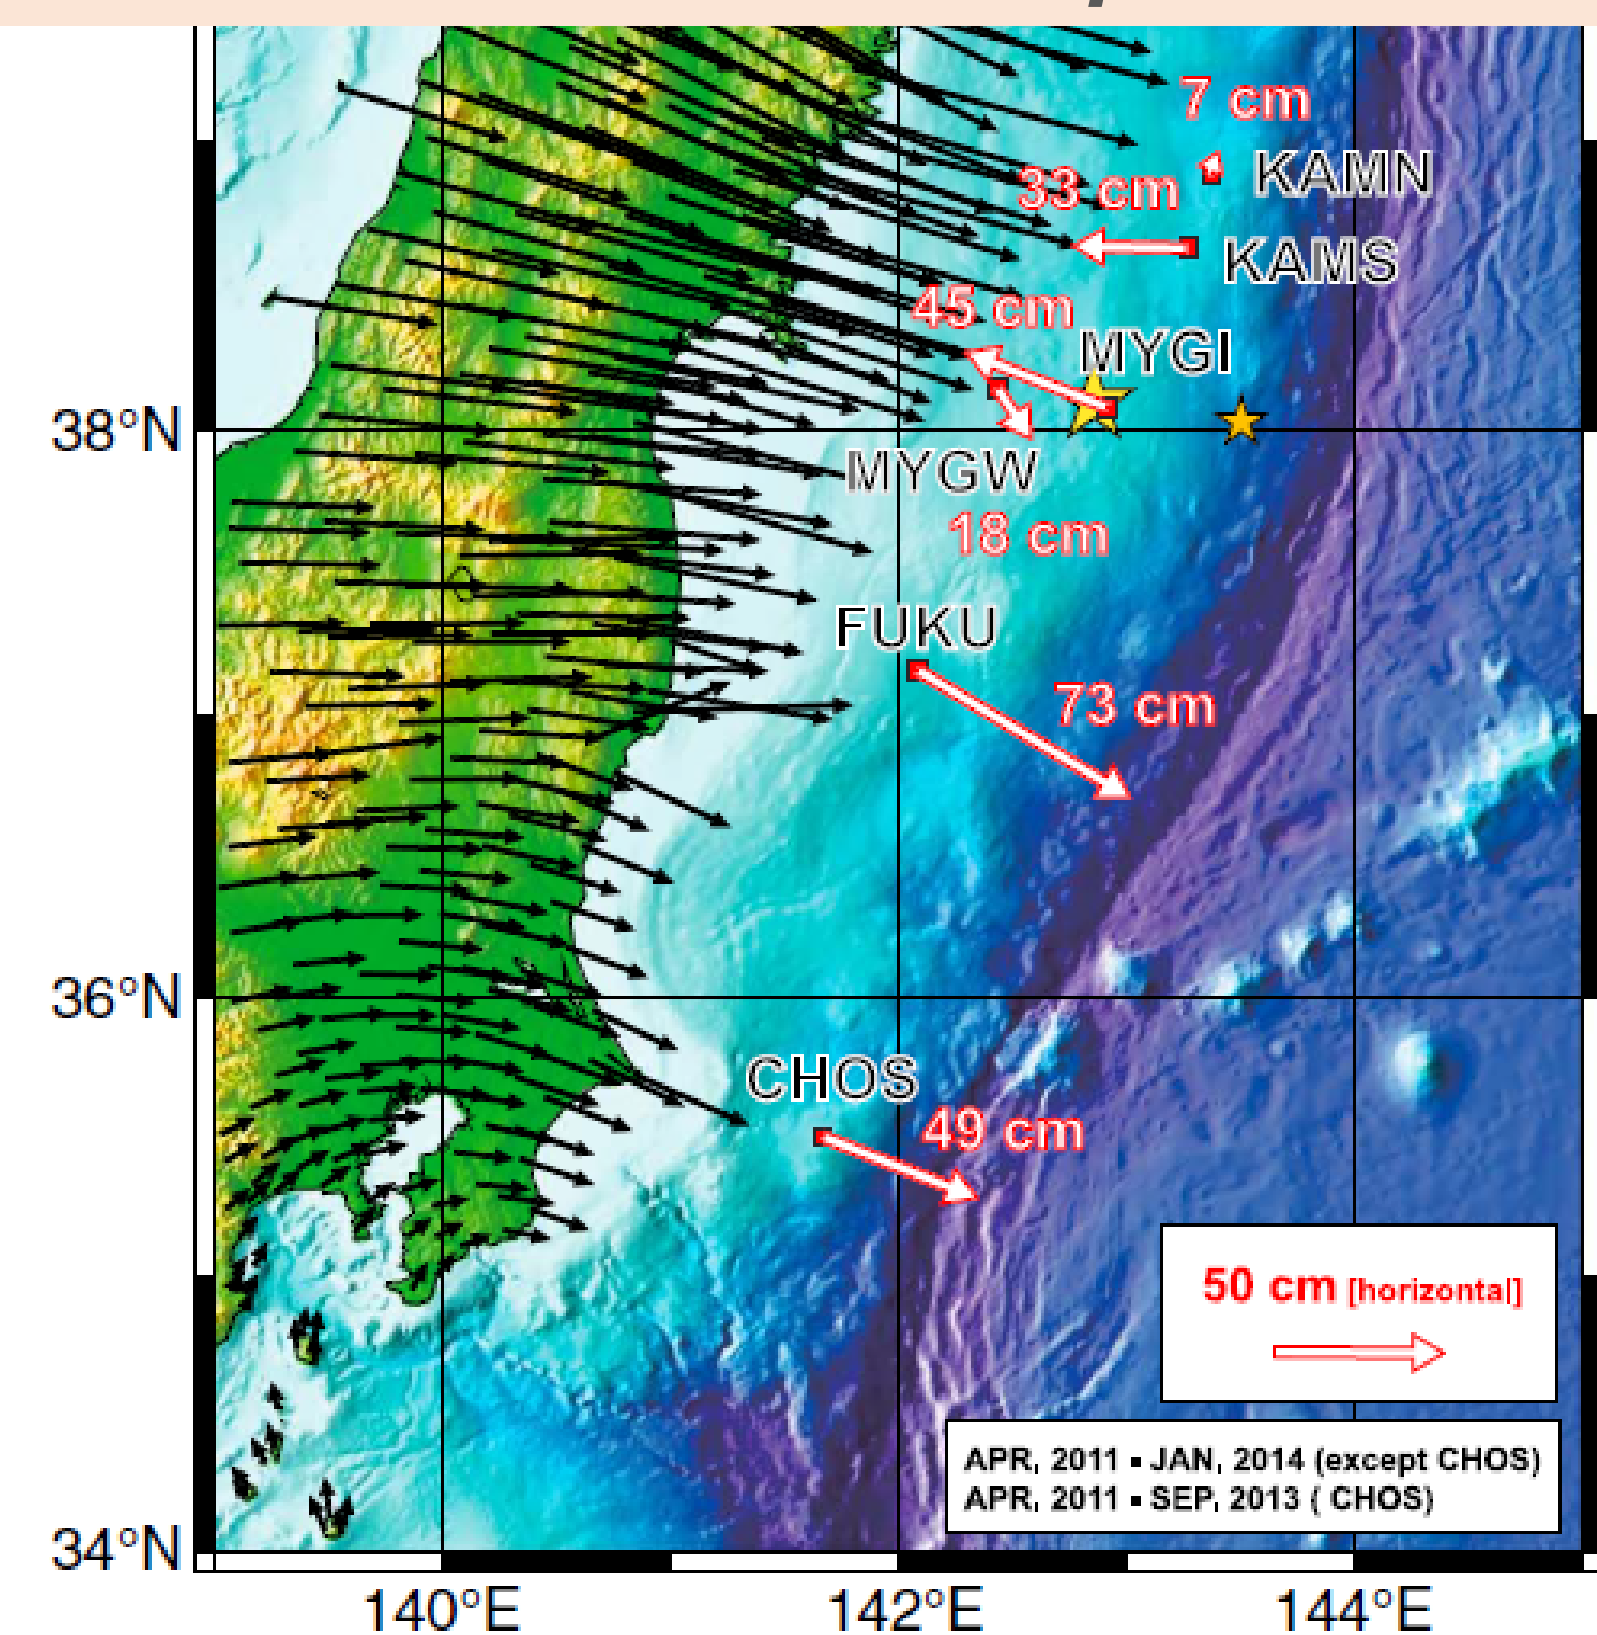 7 cm
KAMN
33 cm
KAMS
45 cm
MYGI
38°N
MYGW
18 cm
FUKU
73 cm
36°N
CHOS
49 cm
50 cm [horizontal]
APR. 2011 - JAN. 2014 (except CHOS)
APR. 2011 - SEP. 2013 ( CHOS)
34°N
140°E
142°E
144°E